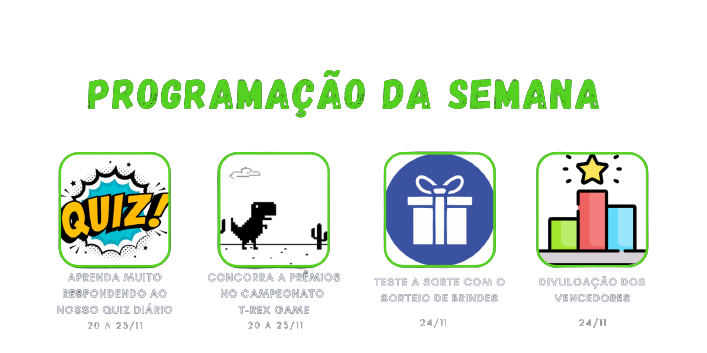 PROGRAMAÇÃO DA SEMANA
QUIZ!
APRENDA MUITO
RESPONDENDO AO
NOSSO QUIZ DIÁRIO
20 A 23/11
CONCORRA A PRÊMIOS
NO CAMPEONATO
T-REX GAME
20 A 23/11
TESTE A SORTE COM O
SORTEIO DE BRINDES
24/11
DIVULGAÇÃO DOS
VENCEDORES
24/11